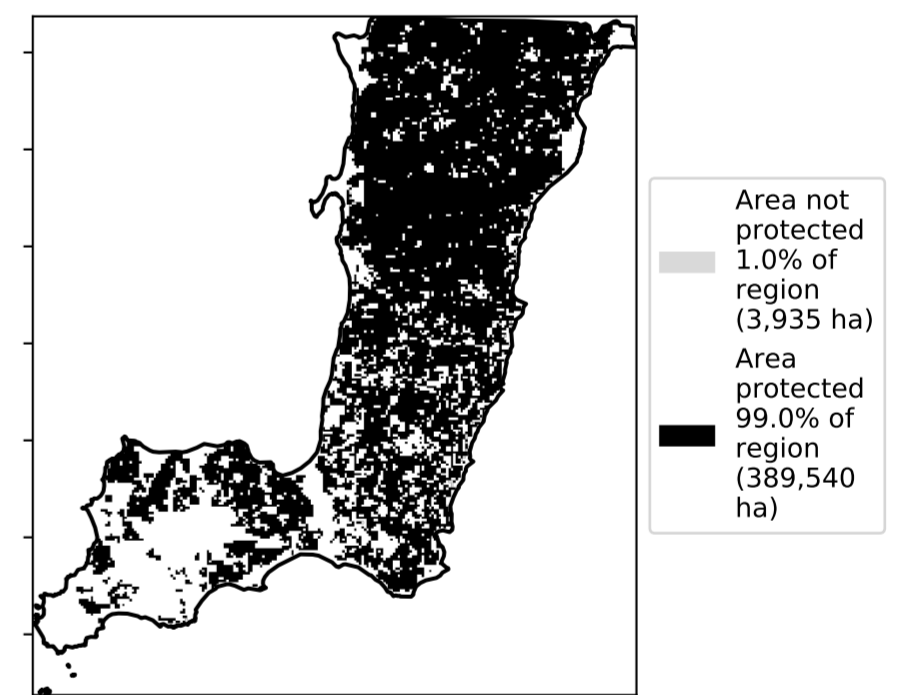 Area not
protected
1.0% of
region
(3,935 ha)
Area
protected
99.0% of
region
(389,540
ha)